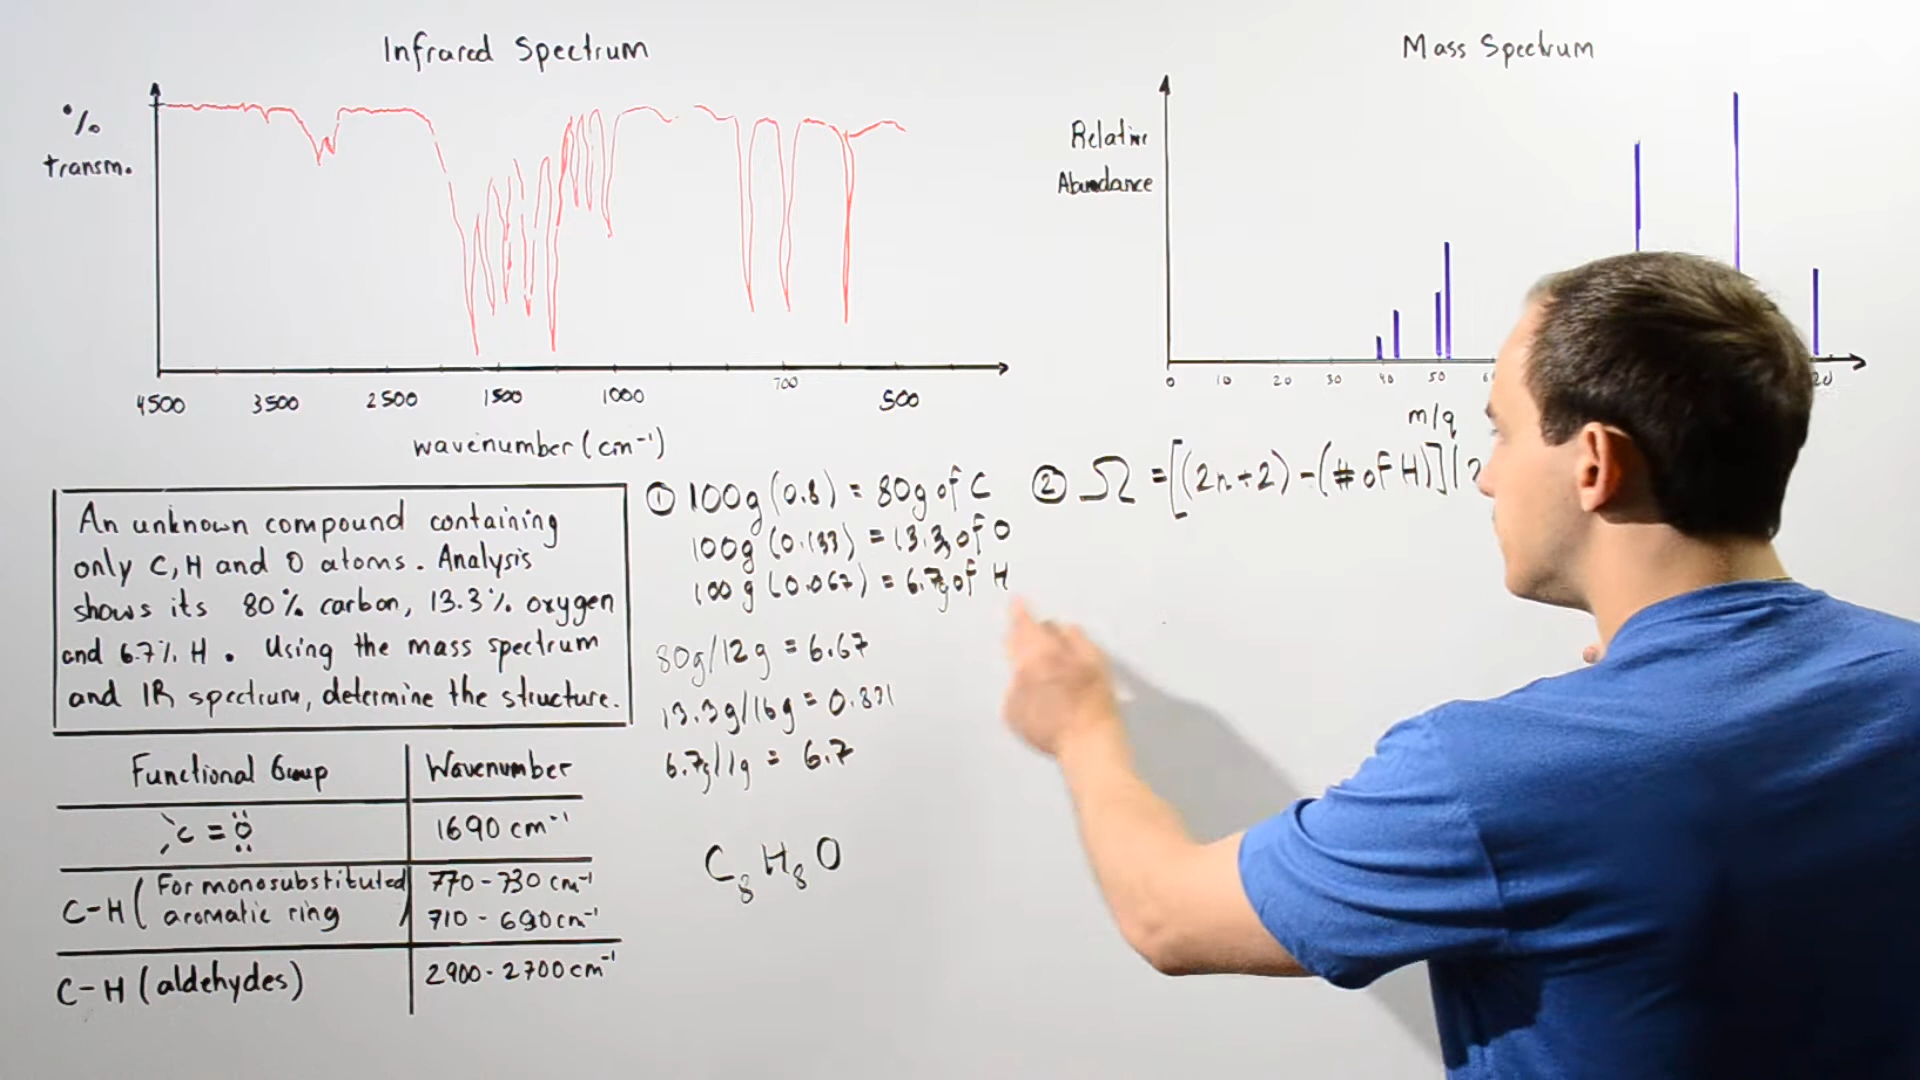 Infrared Spectrum
%
transm.
4500 3500 2500 1500 1000 700 500
wavenumber (cm⁻¹)
Mass Spectrum
Relative
Abundance
0 10 20 30 40 50
m/q
An unknown compound containing
only C, H and O atoms. Analysis
shows its 80% carbon, 13.3% oxygen
and 6.7% H. Using the mass spectrum
and IR spectrum, determine the structure.
Functional Group Wavenumber
C=Ö 1690 cm⁻¹
C-H (For monosubstituted aromatic ring) 770 - 730 cm⁻¹
710 - 690 cm⁻¹
C-H (aldehydes) 2900 - 2700 cm⁻¹
① 100g (0.8) = 80g of C
100g (0.133) = 13.3g of O
100g (0.067) = 6.7g of H
80g/12g = 6.67
13.3g/16g = 0.831
6.7g/1g = 6.7
C₈H₈O
② Ω = [(2n+2) - (# of H)]